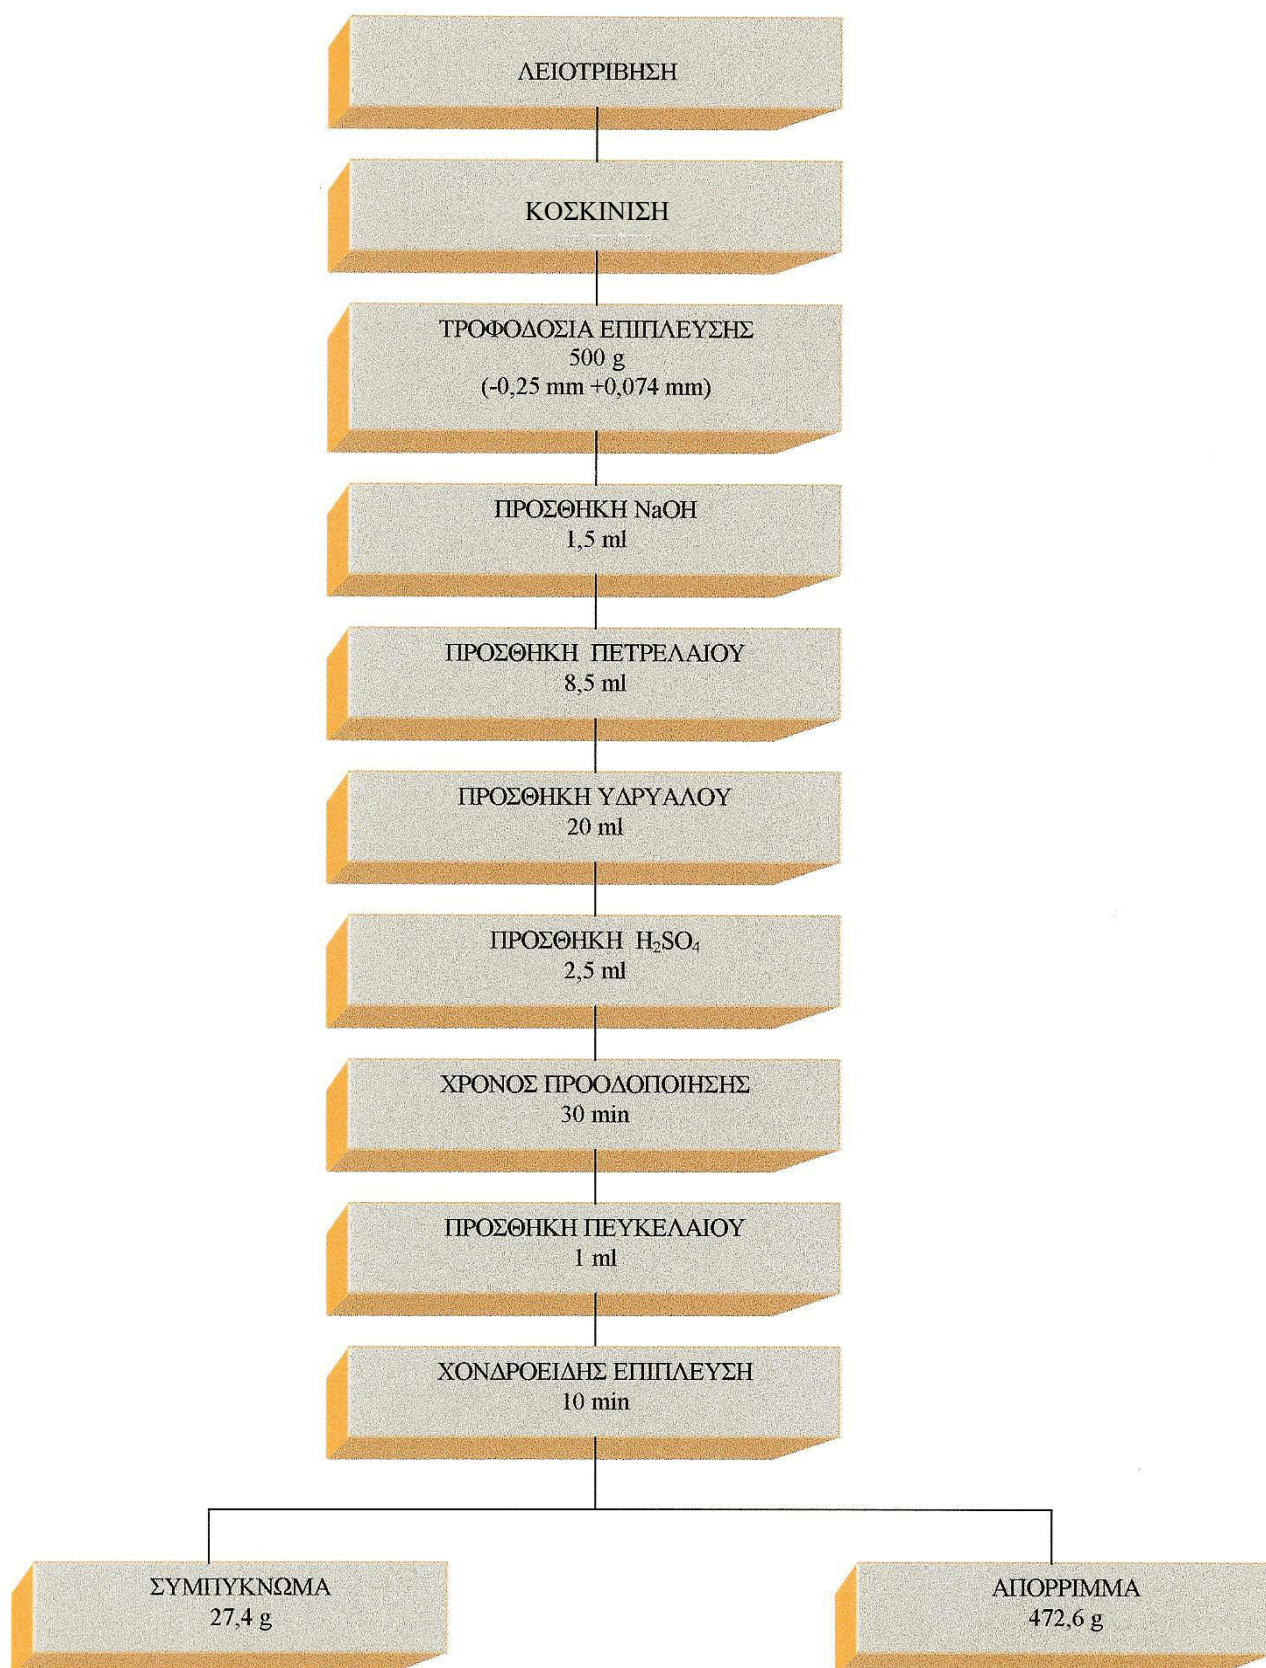 ΛΕΙΟΤΡΙΒΗΣΗ
ΚΟΣΚΙΝΙΣΗ
ΤΡΟΦΟΔΟΣΙΑ ΕΠΙΠΛΕΥΣΗΣ
500 g
(-0,25 mm +0,074 mm)
ΠΡΟΣΘΗΚΗ NaOH
1,5 ml
ΠΡΟΣΘΗΚΗ ΠΕΤΡΕΛΑΙΟΥ
8,5 ml
ΠΡΟΣΘΗΚΗ ΥΔΡΥΑΛΟΥ
20 ml
ΠΡΟΣΘΗΚΗ H₂SO₄
2,5 ml
ΧΡΟΝΟΣ ΠΡΟΟΔΟΠΟΙΗΣΗΣ
30 min
ΠΡΟΣΘΗΚΗ ΠΕΥΚΕΛΑΙΟΥ
1 ml
ΧΟΝΔΡΟΕΙΔΗΣ ΕΠΙΠΛΕΥΣΗ
10 min
ΣΥΜΠΥΚΝΩΜΑ
27,4 g
ΑΠΟΡΡΙΜΜΑ
472,6 g